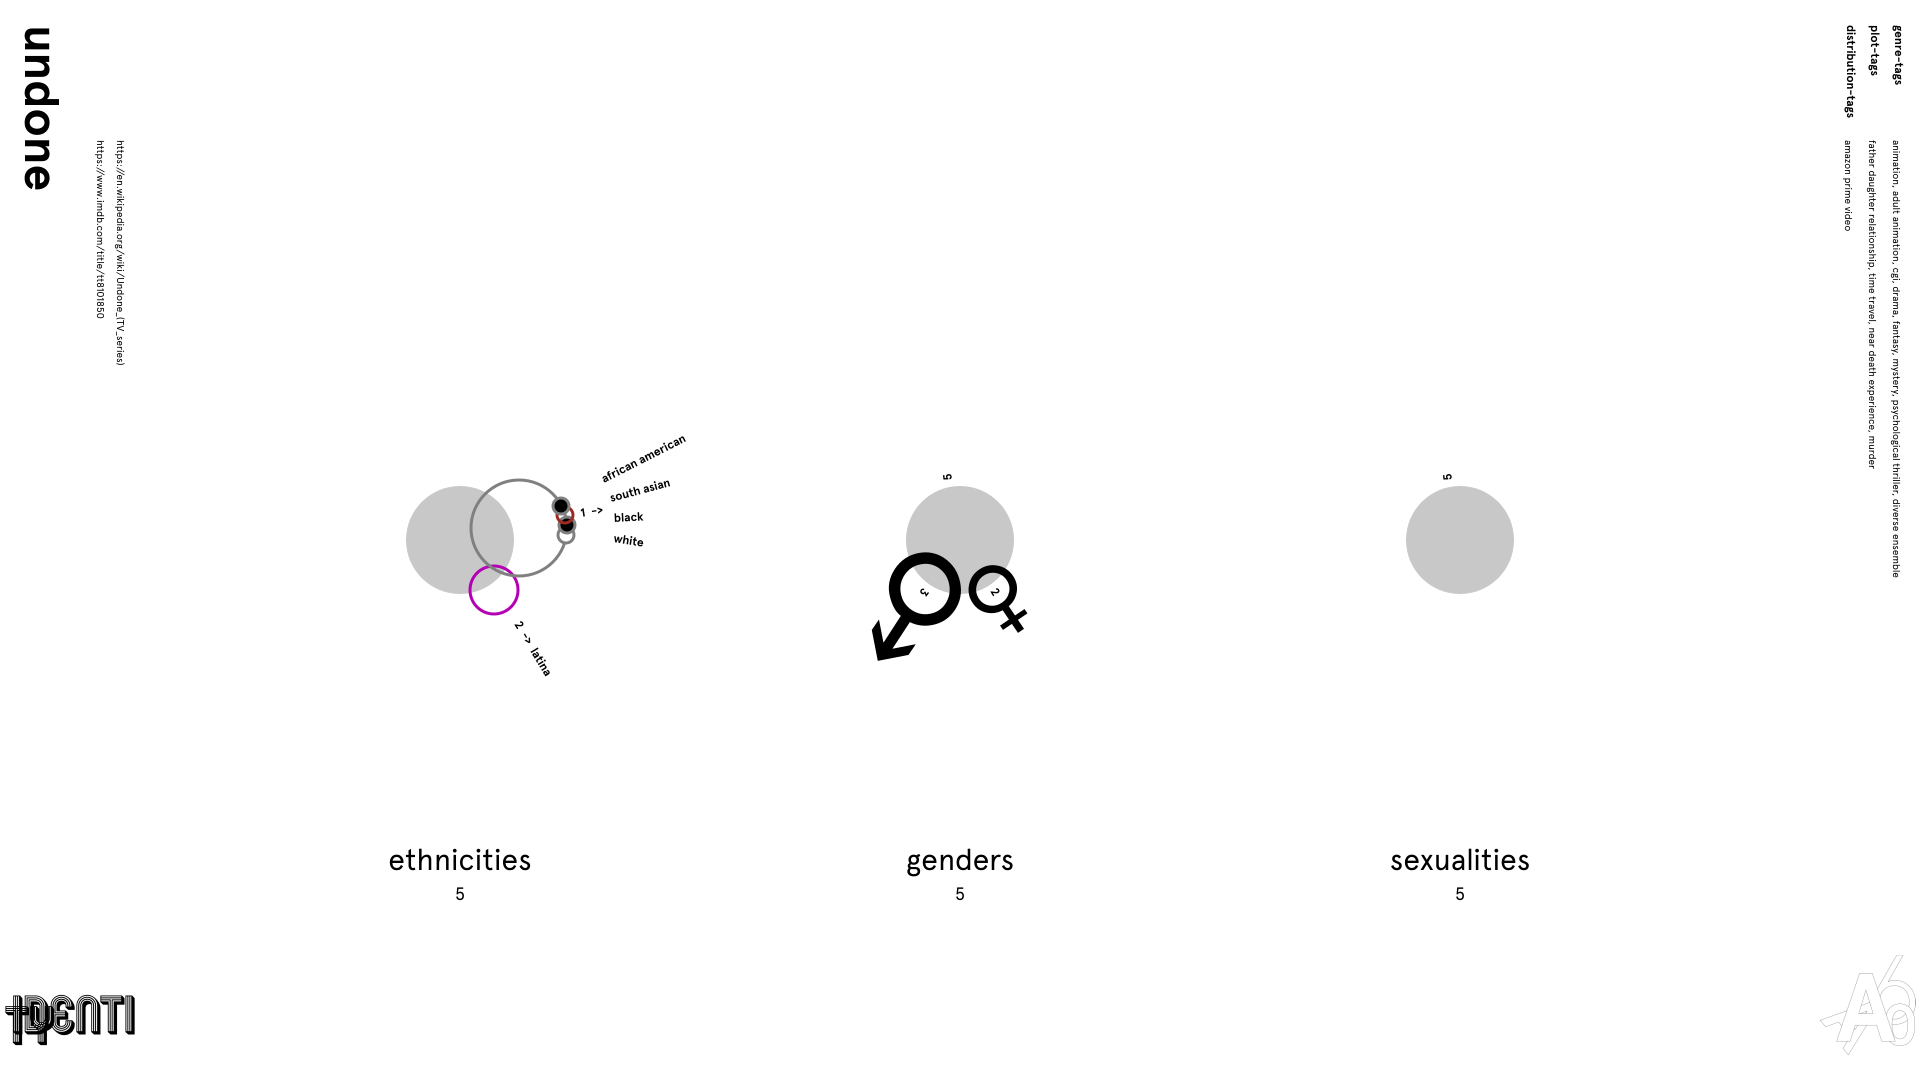 undone
https://en.wikipedia.org/wiki/Undone_(TV_series)
https://www.imdb.com/title/tt8101850
genre-tags
animation, adult animation, cgi, drama, fantasy, mystery, psychological thriller, diverse ensemble
plot-tags
father daughter relationship, time travel, near death experience, murder
distribution-tags
amazon prime video
african american
south asian
1 ->
black
white
2 -> latina
5
3
2
5
ethnicities
5
genders
5
sexualities
5
IDENTI